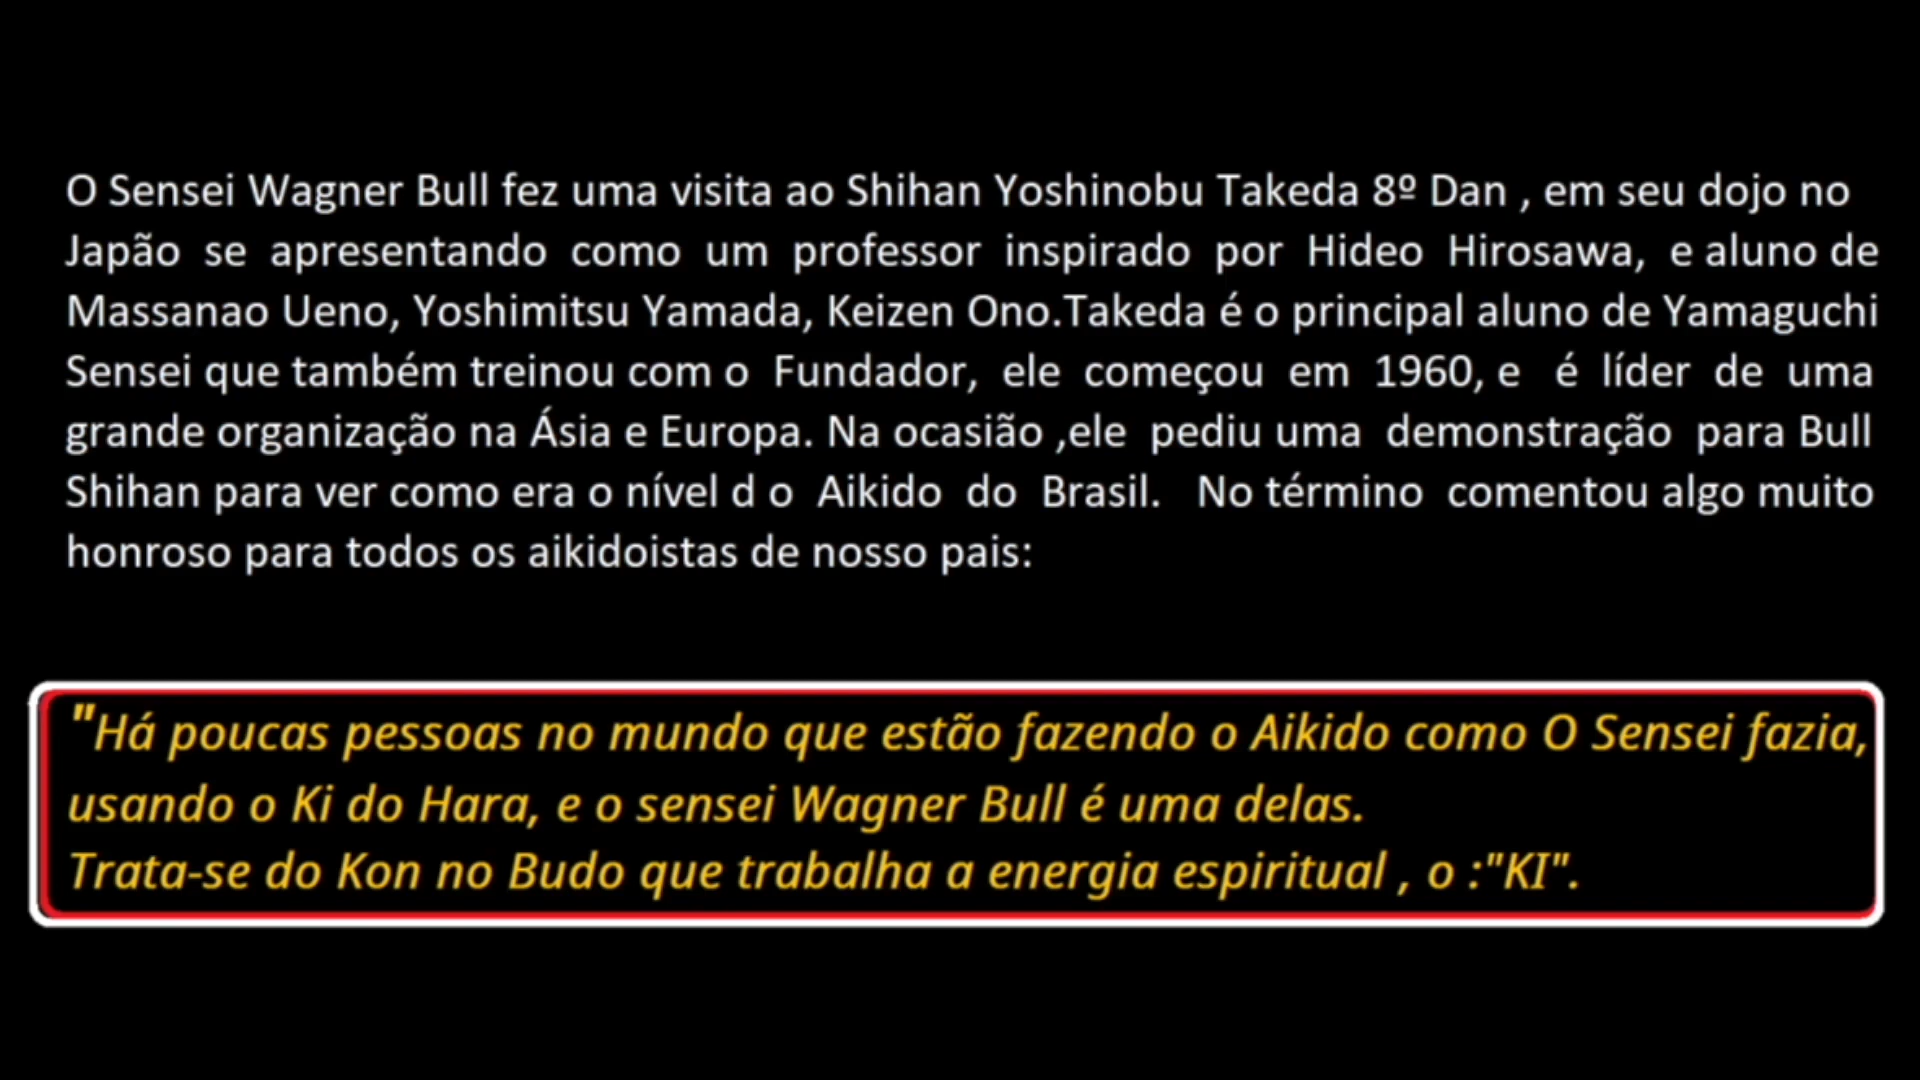 O Sensei Wagner Bull fez uma visita ao Shihan Yoshinobu Takeda 8º Dan , em seu dojo no
Japão se apresentando como um professor inspirado por Hideo Hirosawa, e aluno de
Massanao Ueno, Yoshimitsu Yamada, Keizen Ono.Takeda é o principal aluno de Yamaguchi
Sensei que também treinou com o Fundador, ele começou em 1960, e é líder de uma
grande organização na Ásia e Europa. Na ocasião ,ele pediu uma demonstração para Bull
Shihan para ver como era o nível d o Aikido do Brasil. No término comentou algo muito
honroso para todos os aikidoistas de nosso pais:
"Há poucas pessoas no mundo que estão fazendo o Aikido como O Sensei fazia,
usando o Ki do Hara, e o sensei Wagner Bull é uma delas.
Trata-se do Kon no Budo que trabalha a energia espiritual , o :"KI".